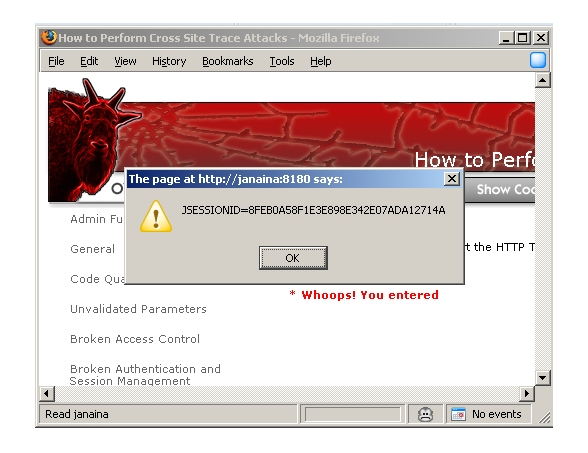 How to Perform Cross Site Trace Attacks - Mozilla Firefox
File Edit View History Bookmarks Tools Help
How to Perfo
The page at http://janaina:8180 says:
JSESSIONID=8FEB0A58F1E3E898E342E07ADA12714A
OK
O
Show Coo
Admin Fu
General
t the HTTP T
Code Qua
* Whoops! You entered
Unvalidated Parameters
Broken Access Control
Broken Authentication and
Session Management
Read janaina
No events